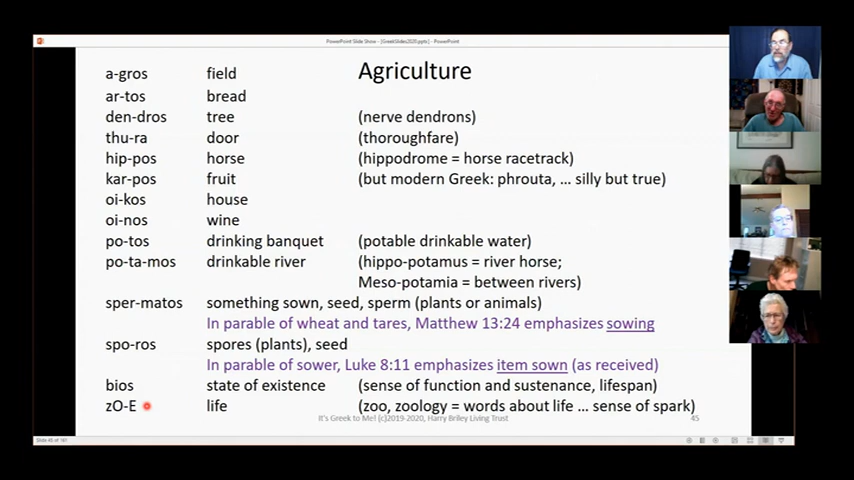 PowerPoint Slide Show - [GreekSlides2020.pptx] - PowerPoint
Agriculture
a-gros field
ar-tos bread
den-dros tree (nerve dendrons)
thu-ra door (thoroughfare)
hip-pos horse (hippodrome = horse racetrack)
kar-pos fruit (but modern Greek: phrouta, … silly but true)
oi-kos house
oi-nos wine
po-tos drinking banquet (potable drinkable water)
po-ta-mos drinkable river (hippo-potamus = river horse;
Meso-potamia = between rivers)
sper-matos something sown, seed, sperm (plants or animals)
In parable of wheat and tares, Matthew 13:24 emphasizes sowing
spo-ros spores (plants), seed
In parable of sower, Luke 8:11 emphasizes item sown (as received)
bios state of existence (sense of function and sustenance, lifespan)
zO-E life (zoo, zoology = words about life … sense of spark)
It's Greek to Me! (c)2019-2020, Harry Briley Living Trust 45